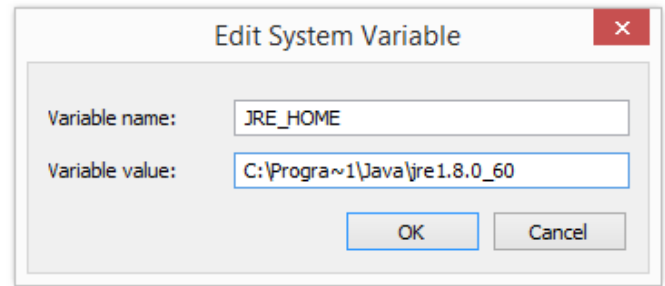 Edit System Variable
Variable name: JRE_HOME
Variable value: C:\Progra~1\Java\jre1.8.0_60
OK Cancel